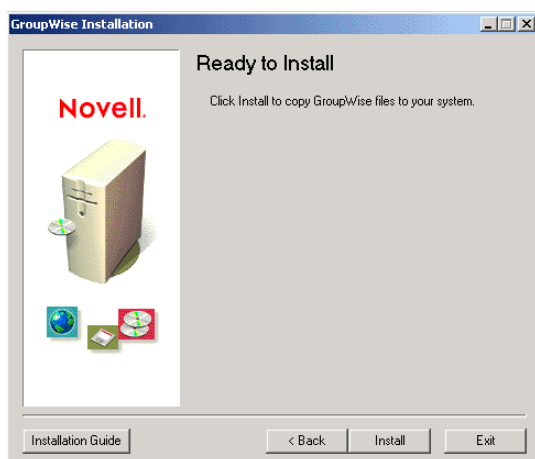 GroupWise Installation
Novell.
Ready to Install
Click Install to copy GroupWise files to your system.
Installation Guide
< Back
Install
Exit